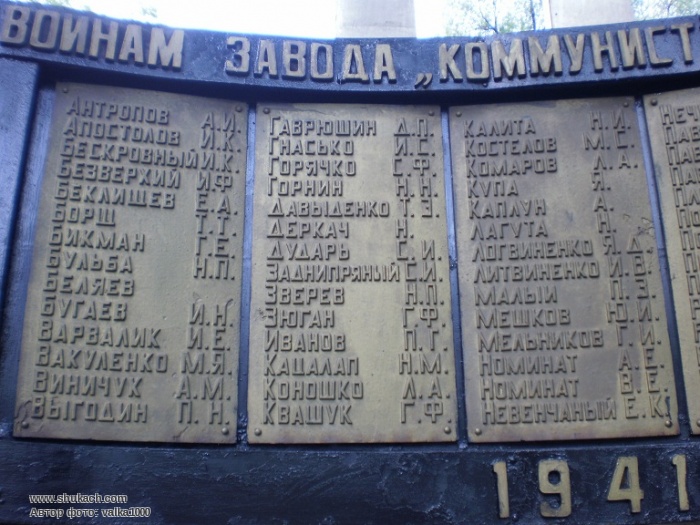 ВОИНАМ ЗАВОДА „КОММУНИСТ
АНТРОПОВ А.И.
АПОСТОЛОВ И.К.
БЕСКРОВНЫЙ И.К.
БЕЗВЕРХИЙ И Ф
БЕКЛИЩЕВ Е.А.
БОРЩ Т.Т.
БИКМАН Г.Е.
БУЛЬБА Н.П.
БЕЛЯЕВ
БУГАЕВ И.Н.
ВАРВАЛИК И.Е.
ВАКУЛЕНКО М.Я.
ВИНИЧУК А.М.
ВЫГОДИН П.Н.
ГАВРЮШИН Д.П.
ГНАСЬКО И.С.
ГОРЯЧКО С.Ф.
ГОРНИН Н.Н.
ДАВЫДЕНКО Т.З.
ДЕРКАЧ Н.
ДУДАРЬ С.И.
ЗАДНИПРЯНЫЙ С.И.
ЗВЕРЕВ Н.П.
ЗЮГАН Г.Ф.
ИВАНОВ П.Г.
КАЦАЛАП Н.М.
КОНОШКО Л.А.
КВАШУК Г.Ф
КАЛИТА Н.И.
КОСТЕЛОВ М.С.
КОМАРОВ Л.А.
КУПА Я.
КАПЛУН А.
ЛАГУТА Н.
ЛОГВИНЕНКО Я.Д.
ЛИТВИНЕНКО И.В.
МАЛЫЙ П.З.
МЕШКОВ Ю.И.
МЕЛЬНИКОВ Г.И.
НОМИНАТ А.Е.
НОМИНАТ В.Е.
НЕВЕНЧАНЫЙ Е.К.
1941
www.shukach.com
Автор фото: valka1000